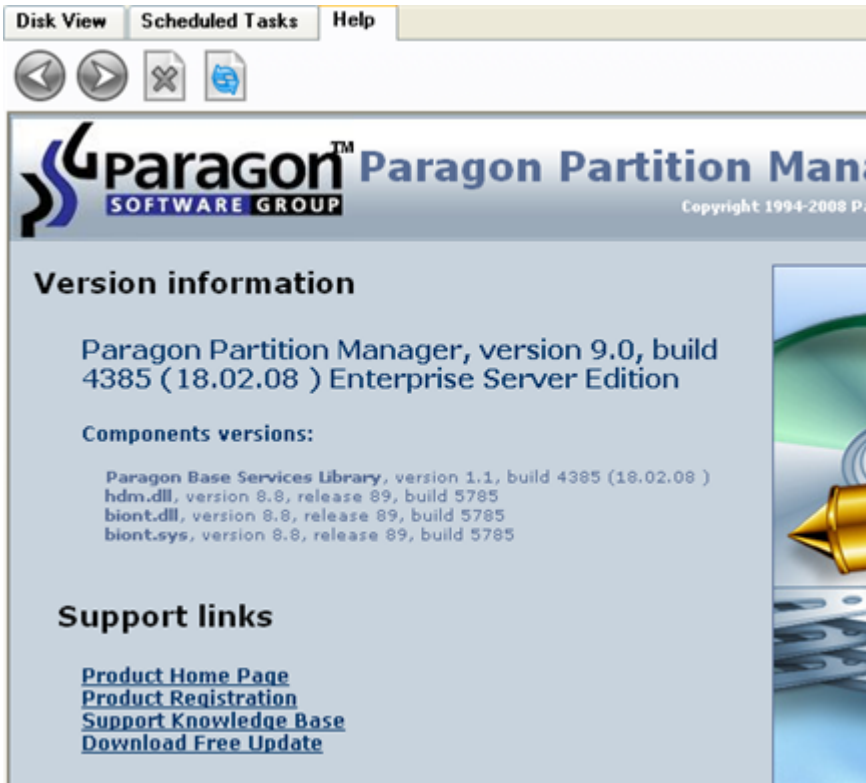 Disk View Scheduled Tasks Help
Paragon™ Paragon Partition
SOFTWARE GROUP
Copyright 1994-2008
Version information
Paragon Partition Manager, version 9.0, build
4385 (18.02.08 ) Enterprise Server Edition
Components versions:
Paragon Base Services Library, version 1.1, build 4385 (18.02.08 )
hdm.dll, version 8.8, release 89, build 5785
biont.dll, version 8.8, release 89, build 5785
biont.sys, version 8.8, release 89, build 5785
Support links
Product Home Page
Product Registration
Support Knowledge Base
Download Free Update